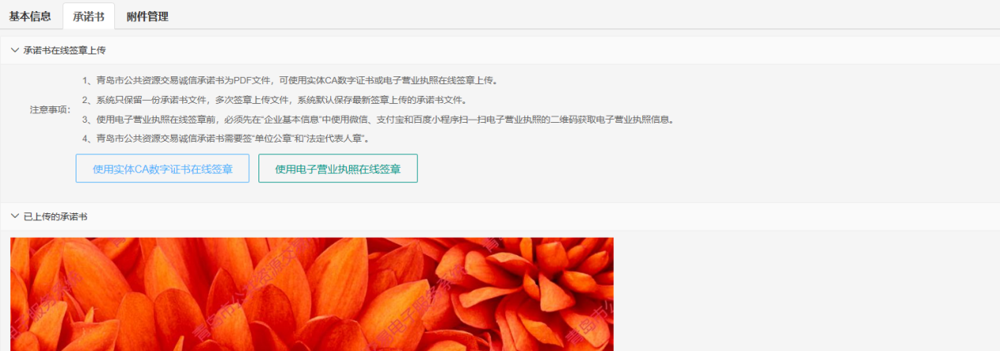 基本信息 承诺书 附件管理
承诺书在线签章上传
1、青岛市公共资源交易诚信承诺书为PDF文件，可使用实体CA数字证书或电子营业执照在线签章上传。
2、系统只保留一份承诺书文件，多次签章上传文件，系统默认保存最新签章上传的承诺书文件。
注意事项：
3、使用电子营业执照在线签章前，必须先在“企业基本信息”中使用微信、支付宝和百度小程序扫一扫电子营业执照的二维码获取电子营业执照信息。
4、青岛市公共资源交易诚信承诺书需要签“单位公章”和“法定代表人章”。
使用实体CA数字证书在线签章 使用电子营业执照在线签章
已上传的承诺书
电子服务系统
青岛市公共资源交易
电子服务系统
青岛市公